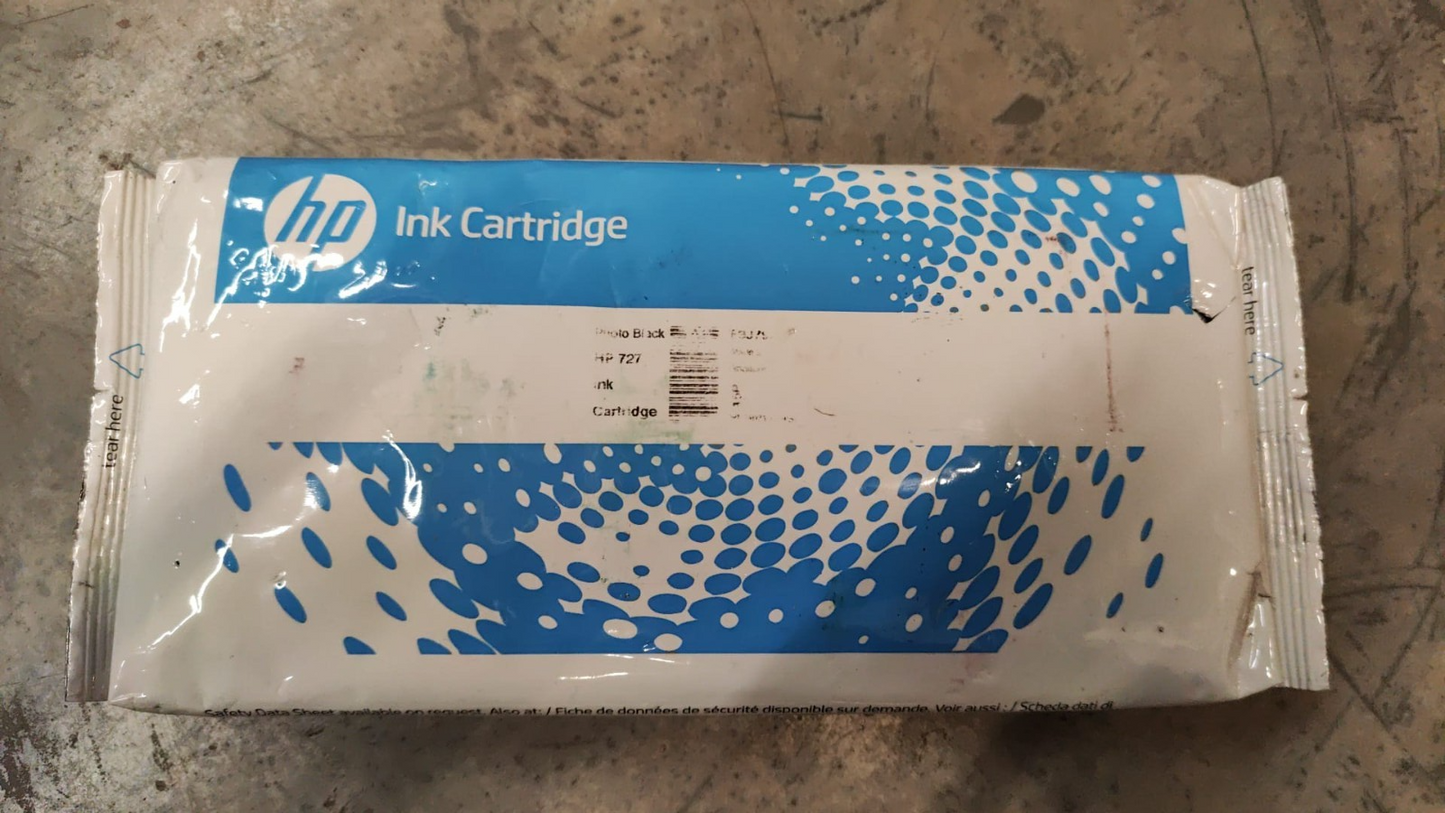 hp
Ink Cartridge
Photo Black
HP 727
Ink
Cartridge
tear here
tear here
Safety Data Sheet available on request. Also at: / Fiche de données de sécurité disponible sur demande. Voir aussi : / Scheda dati di